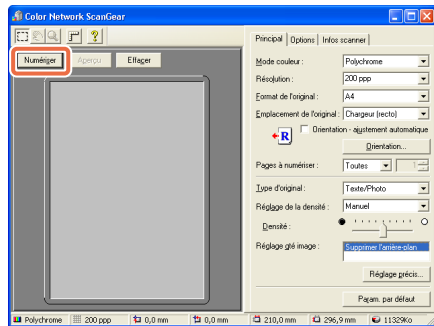 Color Network ScanGear
?
Numériser Aperçu Effaçer
Principal Options Infos scanner
Mode couleur : Polychrome
Résolution : 200 ppp
Format de l'original : A4
Emplacement de l'original : Chargeur (recto)
R Orientation - ajustement automatique
Orientation...
Pages à numériser : Toutes 1
Type d'original : Texte/Photo
Réglage de la densité : Manuel
Densité :
Réglage qté image : Supprimer l'arrière-plan
Réglage précis...
Param. par défaut
Polychrome 200 ppp 0,0 mm 0,0 mm 210,0 mm 296,9 mm 11329Ko